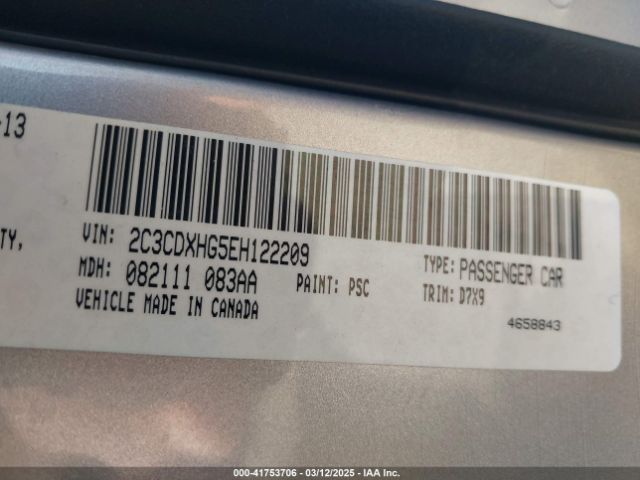 -13
TY,
VIN: 2C3CDXHG5EH122209
TYPE: PASSENGER CAR
MDH: 082111 083AA
PAINT: PSC
TRIM: D7X9
VEHICLE MADE IN CANADA
4658843
000-41753706 - 03/12/2025 - IAA Inc.